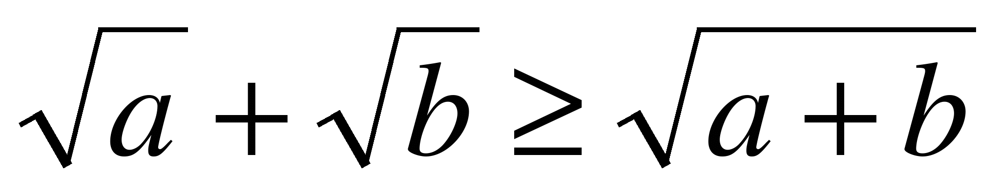 √a + √b ≥ √(a + b)